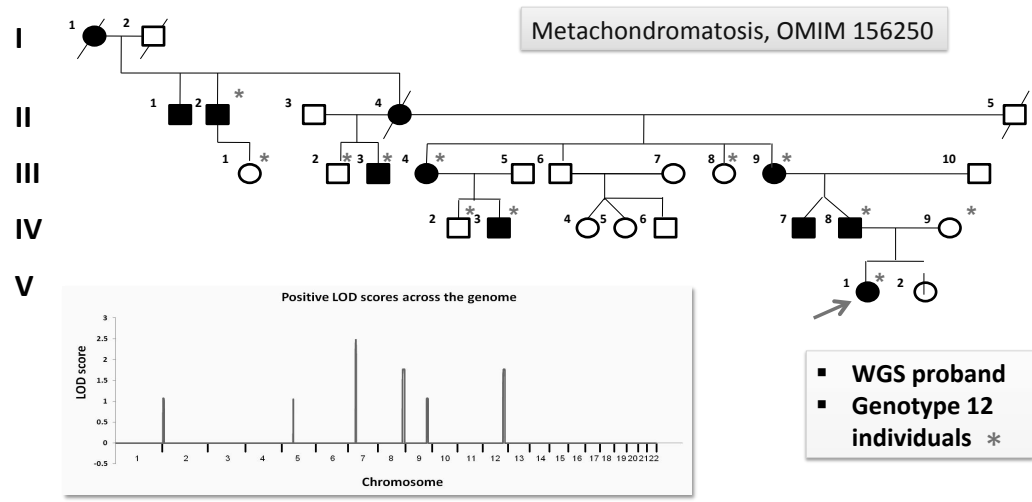 Metachondromatosis, OMIM 156250
I
1 2
II
1 2 * 3 4 5
III
1 * 2 * 3 * 4 * 5 6 7 8 * 9 * 10
IV
2 * 3 * 4 5 6 7 8 * 9 *
V
1 * 2
Positive LOD scores across the genome
LOD score
3
2.5
2
1.5
1
0.5
0
-0.5
1 2 3 4 5 6 7 8 9 10 11 12 13 14 15 16 17 18 19 20 21 22
Chromosome
▪ WGS proband
▪ Genotype 12
individuals *